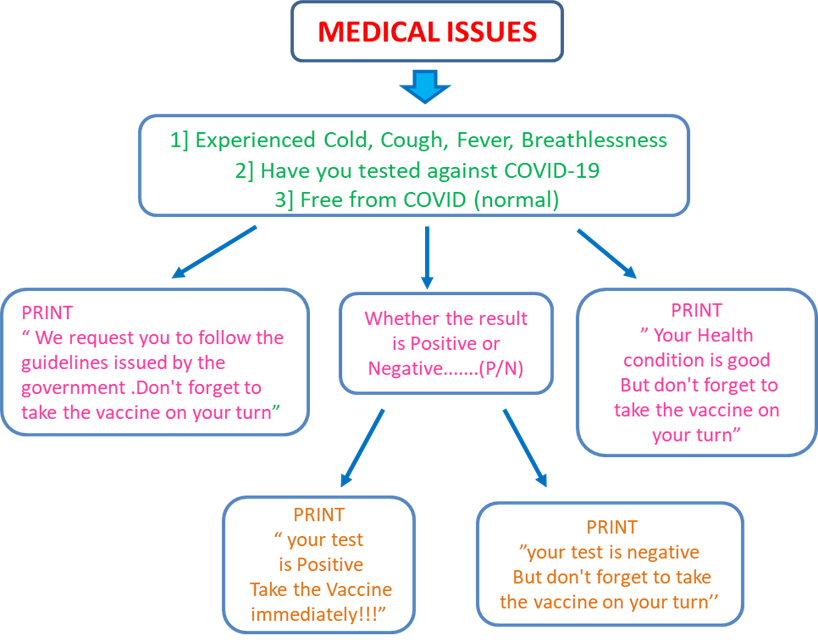 MEDICAL ISSUES
1] Experienced Cold, Cough, Fever, Breathlessness
2] Have you tested against COVID-19
3] Free from COVID (normal)
PRINT
“ We request you to follow the
guidelines issued by the
government .Don't forget to
take the vaccine on your turn”
Whether the result
is Positive or
Negative.......(P/N)
PRINT
” Your Health
condition is good
But don't forget to
take the vaccine on
your turn”
PRINT
“ your test
is Positive
Take the Vaccine
immediately!!!”
PRINT
”your test is negative
But don't forget to take
the vaccine on your turn’’